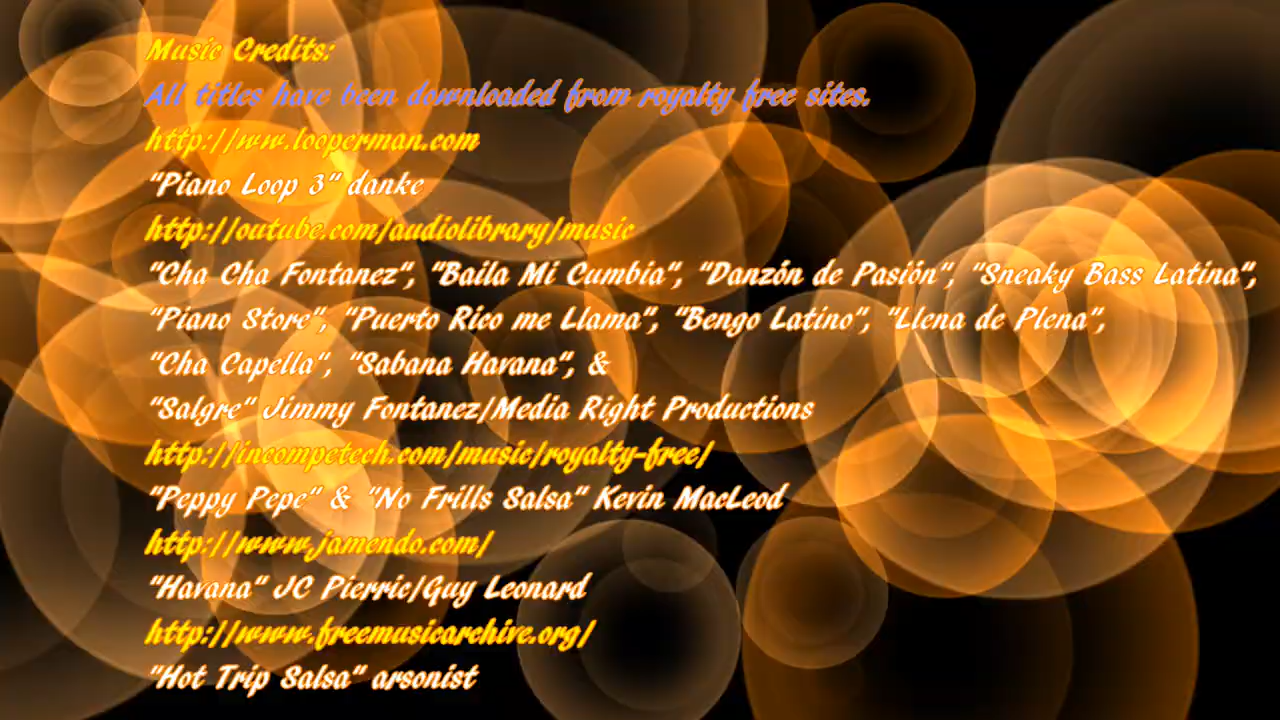 Music Credits:
All titles have been downloaded from royalty free sites.
http://ww.looperman.com
"Piano Loop 3" danke
http://outube.com/audiolibrary/music
"Cha Cha Fontanez", "Baila Mi Cumbia", "Danzón de Pasión", "Sneaky Bass Latina",
"Piano Store", "Puerto Rico me Llama", "Bengo Latino", "Llena de Plena",
"Cha Capella", "Sabana Havana", &
"Salgre" Jimmy Fontanez/Media Right Productions
http://incompetech.com/music/royalty-free/
"Peppy Pepe" & "No Frills Salsa" Kevin MacLeod
http://www.jamendo.com/
"Havana" JC Pierric/Guy Leonard
http://www.freemusicarchive.org/
"Hot Trip Salsa" arsonist